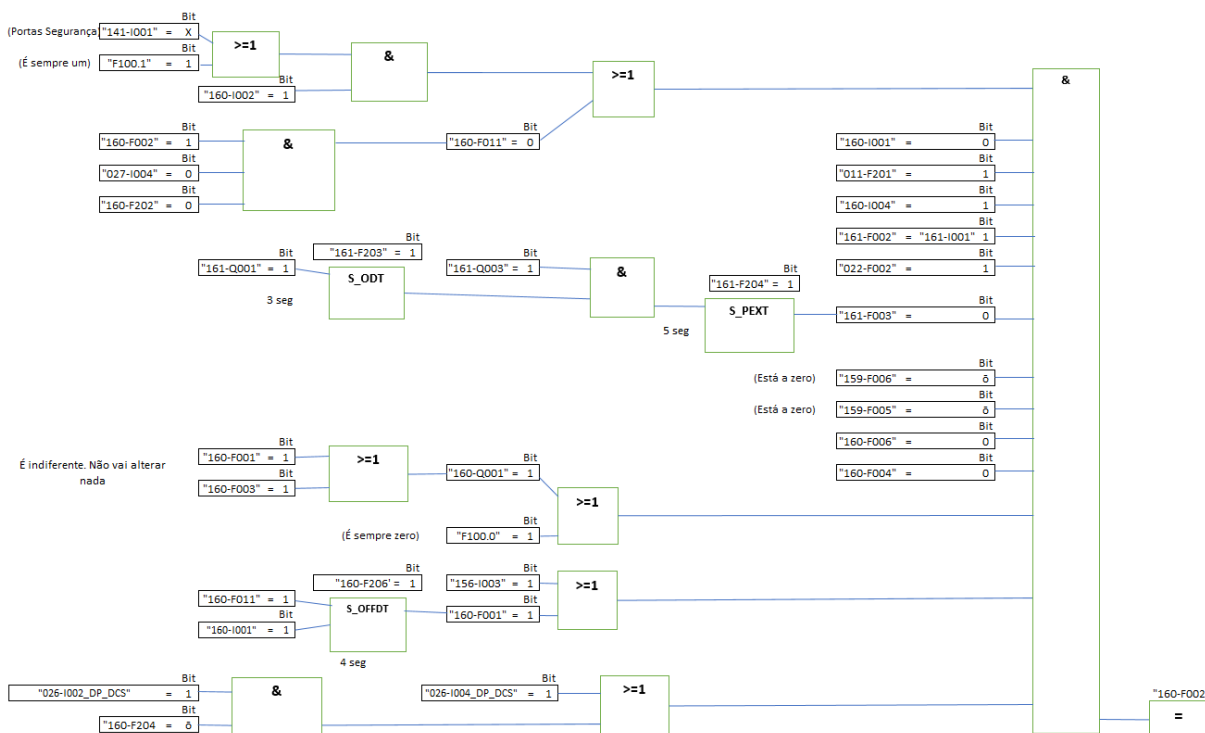 Bit
(Portas Segurança) "141-I001" = X
>=1
Bit
(É sempre um) "F100.1" = 1
&
Bit
"160-I002" = 1
>=1
&
Bit
"160-F002" = 1
&
Bit
"160-F011" = 0
Bit
"027-I004" = 0
Bit
"160-F202" = 0
Bit
"160-I001" = 0
Bit
"011-F201" = 1
Bit
"160-I004" = 1
Bit
"161-F002" = "161-I001" 1
Bit
"022-F002" = 1
Bit
"161-F203" = 1
Bit
"161-Q001" = 1
S_ODT
3 seg
Bit
"161-Q003" = 1
&
Bit
"161-F204" = 1
S_PEXT
5 seg
Bit
"161-F003" = 0
Bit
(Está a zero) "159-F006" = õ
Bit
(Está a zero) "159-F005" = õ
Bit
"160-F006" = 0
Bit
"160-F004" = 0
É indiferente. Não vai alterar
nada
Bit
"160-F001" = 1
>=1
Bit
"160-F003" = 1
Bit
"160-Q001" = 1
>=1
Bit
(É sempre zero) "F100.0" = 1
Bit
"160-F206' = 1
Bit
"156-I003" = 1
>=1
Bit
"160-F011" = 1
S_OFFDT
Bit
"160-F001" = 1
Bit
"160-I001" = 1
4 seg
Bit
"026-I002_DP_DCS" = 1
&
Bit
"026-I004_DP_DCS" = 1
>=1
Bit
"160-F204 = õ
"160-F002
=